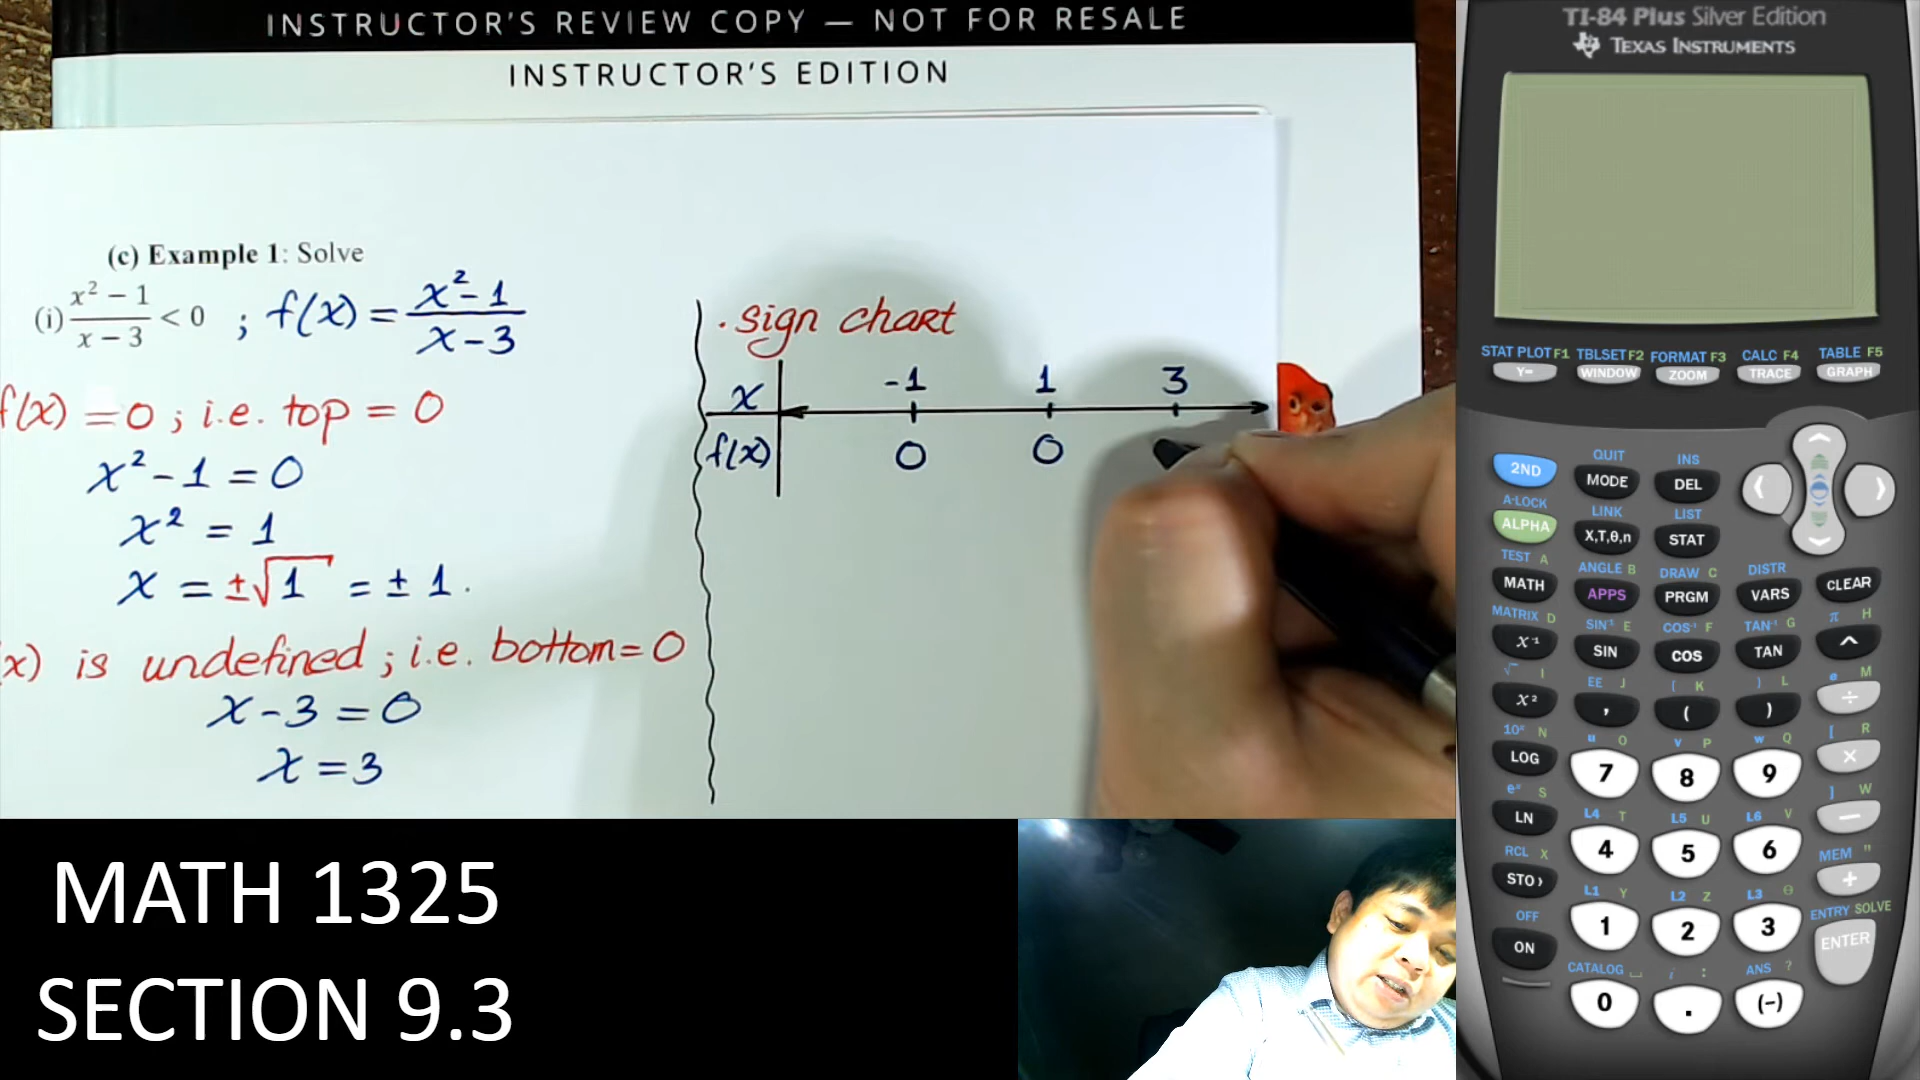 INSTRUCTOR'S REVIEW COPY — NOT FOR RESALE
INSTRUCTOR'S EDITION
(c) Example 1: Solve
(i) x² − 1 / x − 3 < 0 ; f(x) = x² - 1 / x - 3
f(x) = 0 ; i.e. top = 0
x² - 1 = 0
x² = 1
x = ±√1 = ± 1.
x) is undefined ; i.e. bottom = 0
x - 3 = 0
x = 3
· sign chart
x -1 1 3
f(x) 0 0
MATH 1325
SECTION 9.3
TI-84 Plus Silver Edition
TEXAS INSTRUMENTS
STAT PLOT F1 TBLSET F2 FORMAT F3 CALC F4 TABLE F5
Y= WINDOW ZOOM TRACE GRAPH
QUIT INS
2ND MODE DEL
A-LOCK LINK LIST
ALPHA X,T,θ,n STAT
TEST A ANGLE B DRAW C DISTR
MATH APPS PRGM VARS CLEAR
MATRIX D SIN⁻¹ E COS⁻¹ F TAN⁻¹ G π H
x⁻¹ SIN COS TAN ^
√ I EE J { K } L e M
x² , ( ) ÷
10ˣ N u O v P w Q [ R
LOG 7 8 9 ×
eˣ S L4 T L5 U L6 V ] W
LN 4 5 6 −
RCL X L1 Y L2 Z L3 θ MEM "
STO› 1 2 3 +
OFF CATALOG ⎵ i : ANS ? ENTRY SOLVE
ON 0 . (−) ENTER